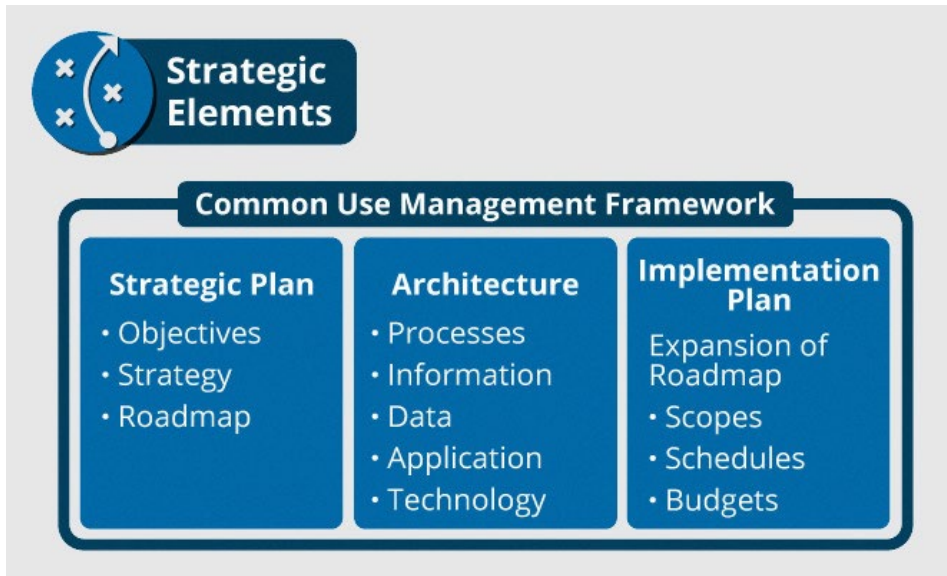 Strategic
Elements
Common Use Management Framework
Strategic Plan
• Objectives
• Strategy
• Roadmap
Architecture
• Processes
• Information
• Data
• Application
• Technology
Implementation
Plan
Expansion of
Roadmap
• Scopes
• Schedules
• Budgets